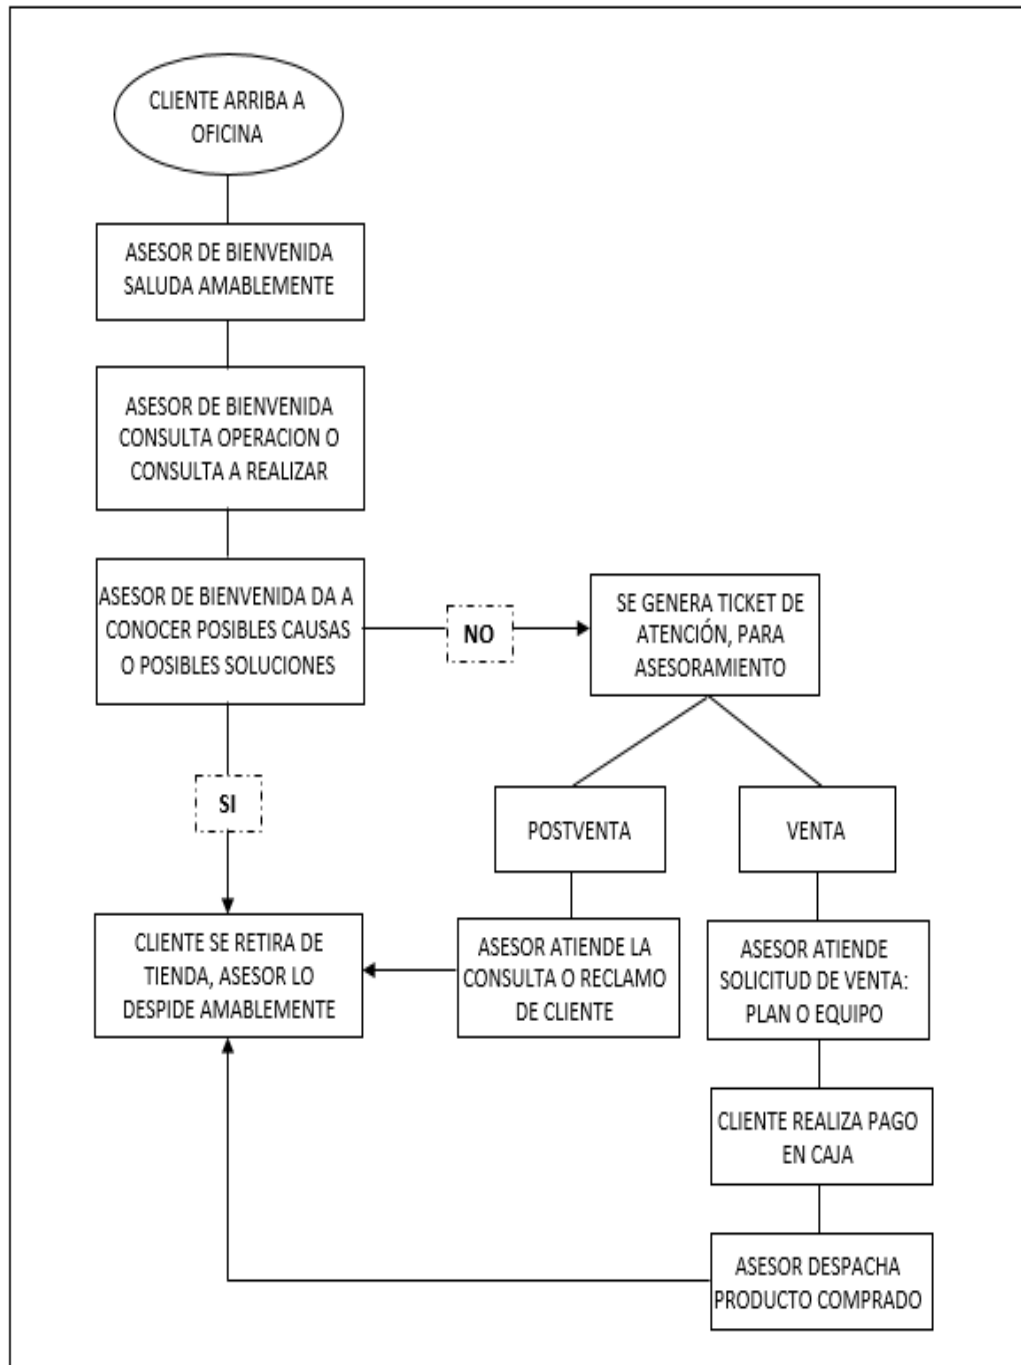 CLIENTE ARRIBA A
OFICINA
ASESOR DE BIENVENIDA
SALUDA AMABLEMENTE
ASESOR DE BIENVENIDA
CONSULTA OPERACION O
CONSULTA A REALIZAR
ASESOR DE BIENVENIDA DA A
CONOCER POSIBLES CAUSAS
O POSIBLES SOLUCIONES
NO
SE GENERA TICKET DE
ATENCIÓN, PARA
ASESORAMIENTO
SI
POSTVENTA
VENTA
CLIENTE SE RETIRA DE
TIENDA, ASESOR LO
DESPIDE AMABLEMENTE
ASESOR ATIENDE LA
CONSULTA O RECLAMO
DE CLIENTE
ASESOR ATIENDE
SOLICITUD DE VENTA:
PLAN O EQUIPO
CLIENTE REALIZA PAGO
EN CAJA
ASESOR DESPACHA
PRODUCTO COMPRADO